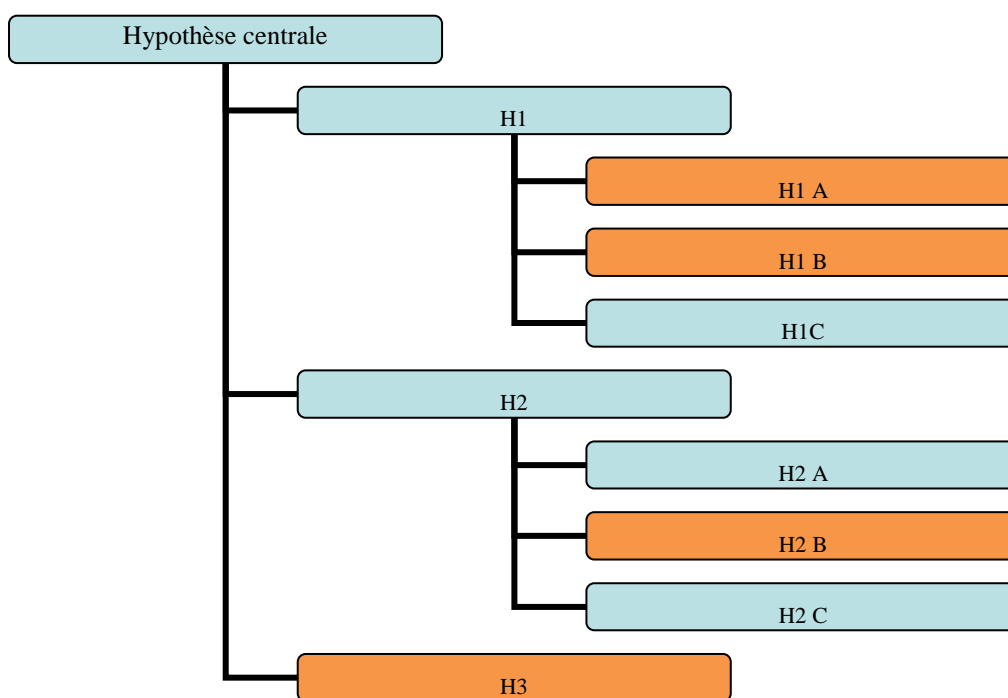 Hypothèse centrale
H1
H1 A
H1 B
H1C
H2
H2 A
H2 B
H2 C
H3